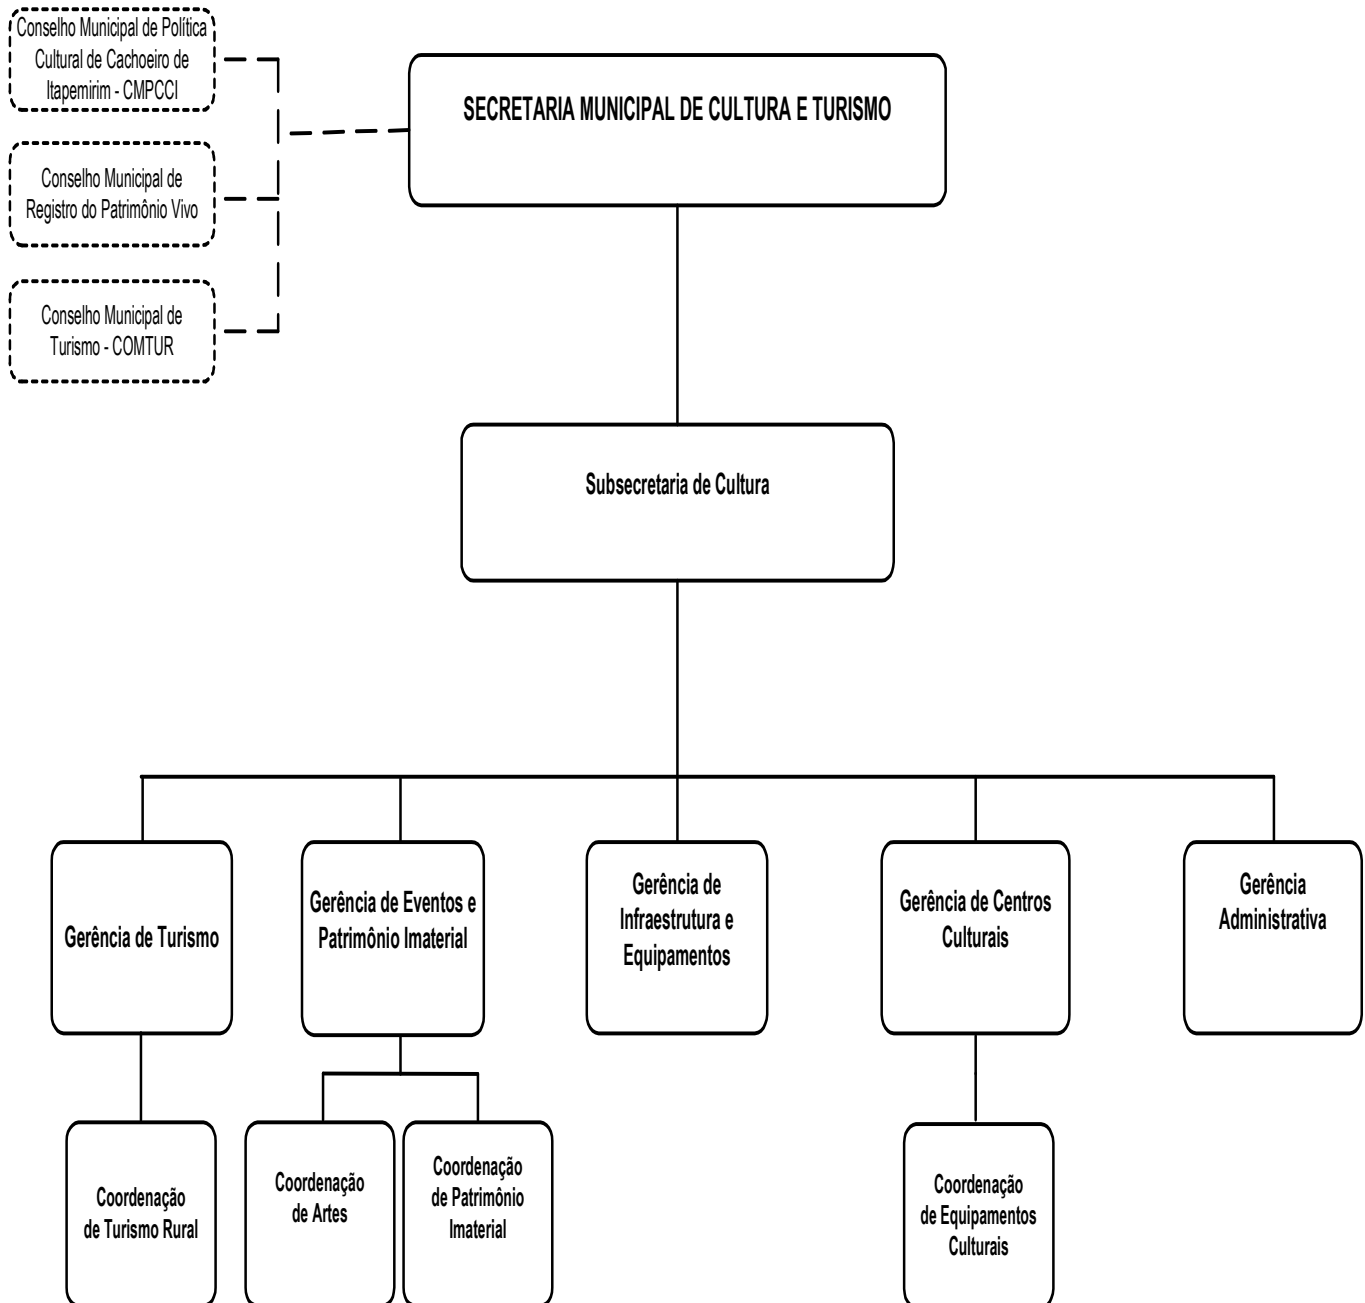 Conselho Municipal de Política
Cultural de Cachoeiro de
Itapemirim - CMPCCI
SECRETARIA MUNICIPAL DE CULTURA E TURISMO
Conselho Municipal de
Registro do Patrimônio Vivo
Conselho Municipal de
Turismo - COMTUR
Subsecretaria de Cultura
Gerência de Turismo
Gerência de Eventos e
Patrimônio Imaterial
Gerência de
Infraestrutura e
Equipamentos
Gerência de Centros
Culturais
Gerência
Administrativa
Coordenação
de Turismo Rural
Coordenação
de Artes
Coordenação
de Patrimônio
Imaterial
Coordenação
de Equipamentos
Culturais